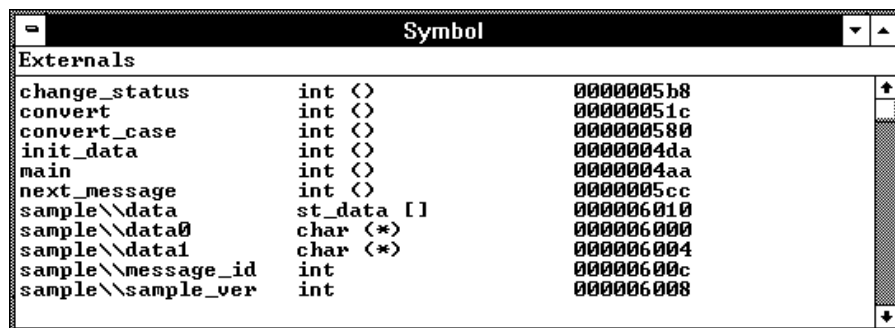 Symbol
Externals
change_status int () 0000005b8
convert int () 00000051c
convert_case int () 000000580
init_data int () 0000004da
main int () 0000004aa
next_message int () 0000005cc
sample\\data st_data [] 000006010
sample\\data0 char (*) 000006000
sample\\data1 char (*) 000006004
sample\\message_id int 00000600c
sample\\sample_ver int 000006008